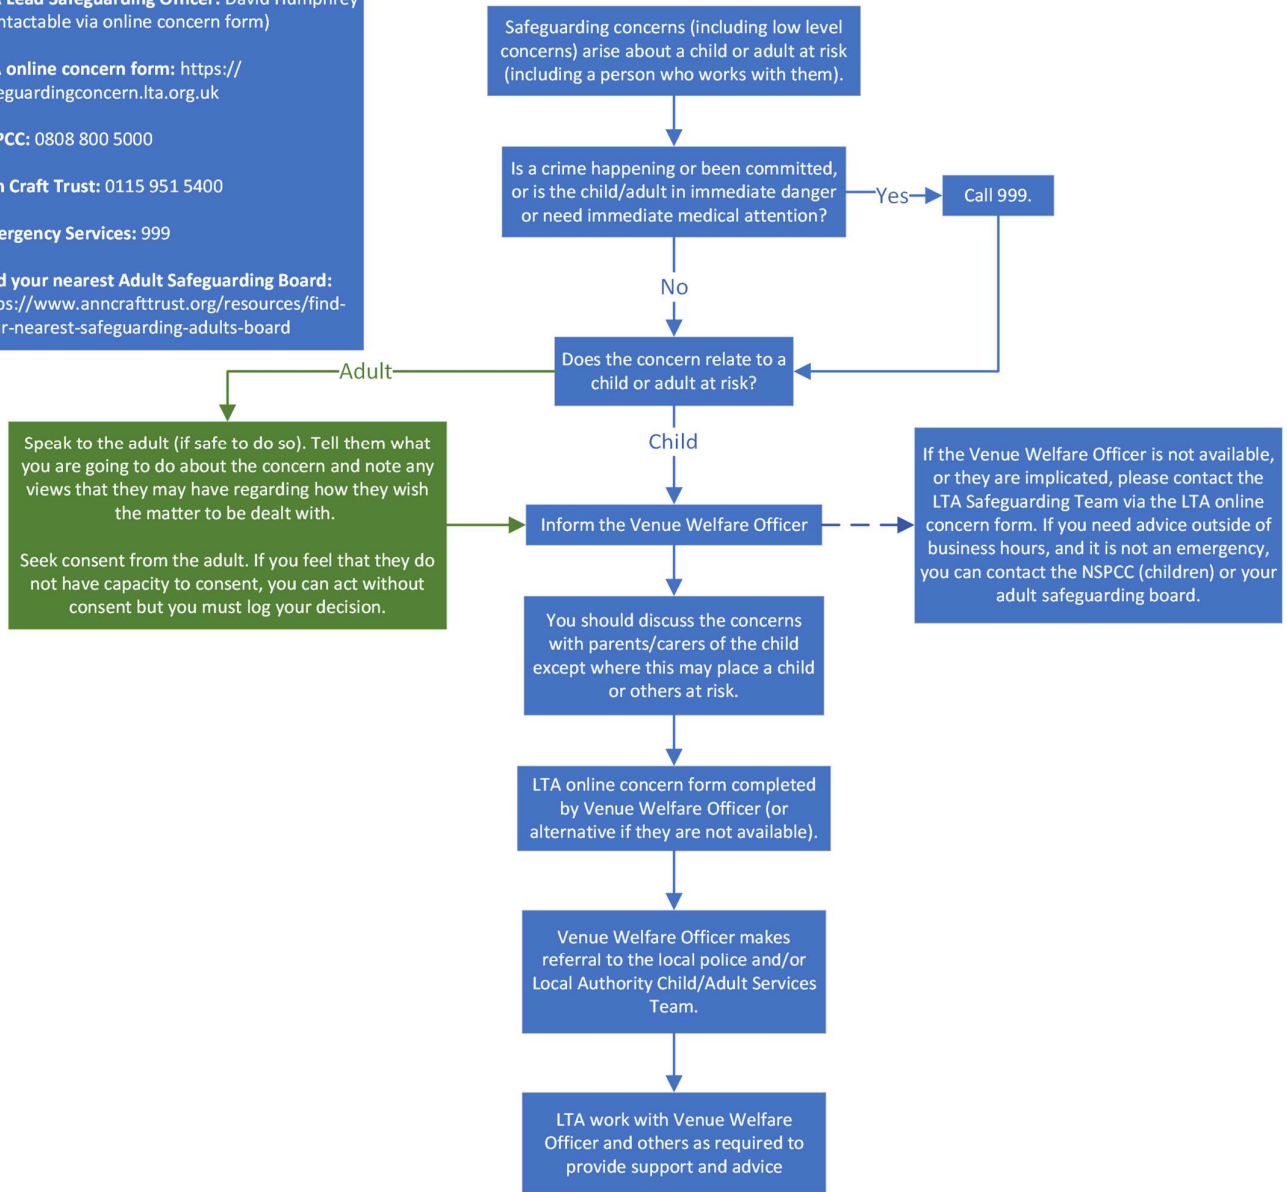 Lead Safeguarding Officer: David Humphrey
ntactable via online concern form)
online concern form: https://
eguardingconcern.lta.org.uk
PCC: 0808 800 5000
Craft Trust: 0115 951 5400
ergency Services: 999
d your nearest Adult Safeguarding Board:
ps://www.anncrafttrust.org/resources/find-
r-nearest-safeguarding-adults-board
Safeguarding concerns (including low level
concerns) arise about a child or adult at risk
(including a person who works with them).
Is a crime happening or been committed,
or is the child/adult in immediate danger
or need immediate medical attention?
Yes
Call 999.
No
Does the concern relate to a
child or adult at risk?
Adult
Child
Speak to the adult (if safe to do so). Tell them what
you are going to do about the concern and note any
views that they may have regarding how they wish
the matter to be dealt with.
Seek consent from the adult. If you feel that they do
not have capacity to consent, you can act without
consent but you must log your decision.
Inform the Venue Welfare Officer
If the Venue Welfare Officer is not available,
or they are implicated, please contact the
LTA Safeguarding Team via the LTA online
concern form. If you need advice outside of
business hours, and it is not an emergency,
you can contact the NSPCC (children) or your
adult safeguarding board.
You should discuss the concerns
with parents/carers of the child
except where this may place a child
or others at risk.
LTA online concern form completed
by Venue Welfare Officer (or
alternative if they are not available).
Venue Welfare Officer makes
referral to the local police and/or
Local Authority Child/Adult Services
Team.
LTA work with Venue Welfare
Officer and others as required to
provide support and advice